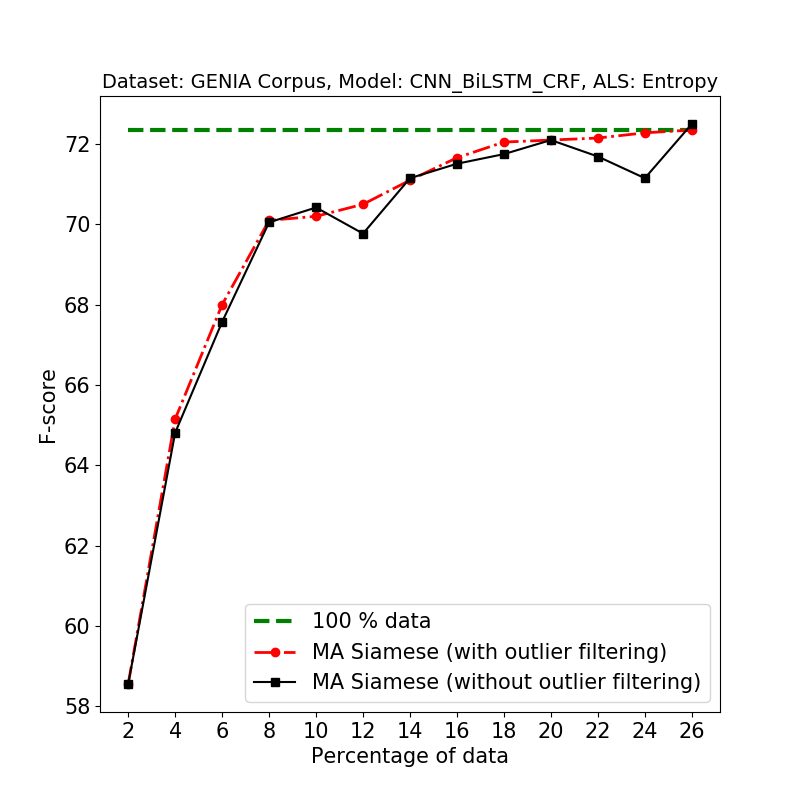 Dataset: GENIA Corpus, Model: CNN_BiLSTM_CRF, ALS: Entropy
F-score
72
70
68
66
64
62
60
58
100 % data
MA Siamese (with outlier filtering)
MA Siamese (without outlier filtering)
2 4 6 8 10 12 14 16 18 20 22 24 26
Percentage of data